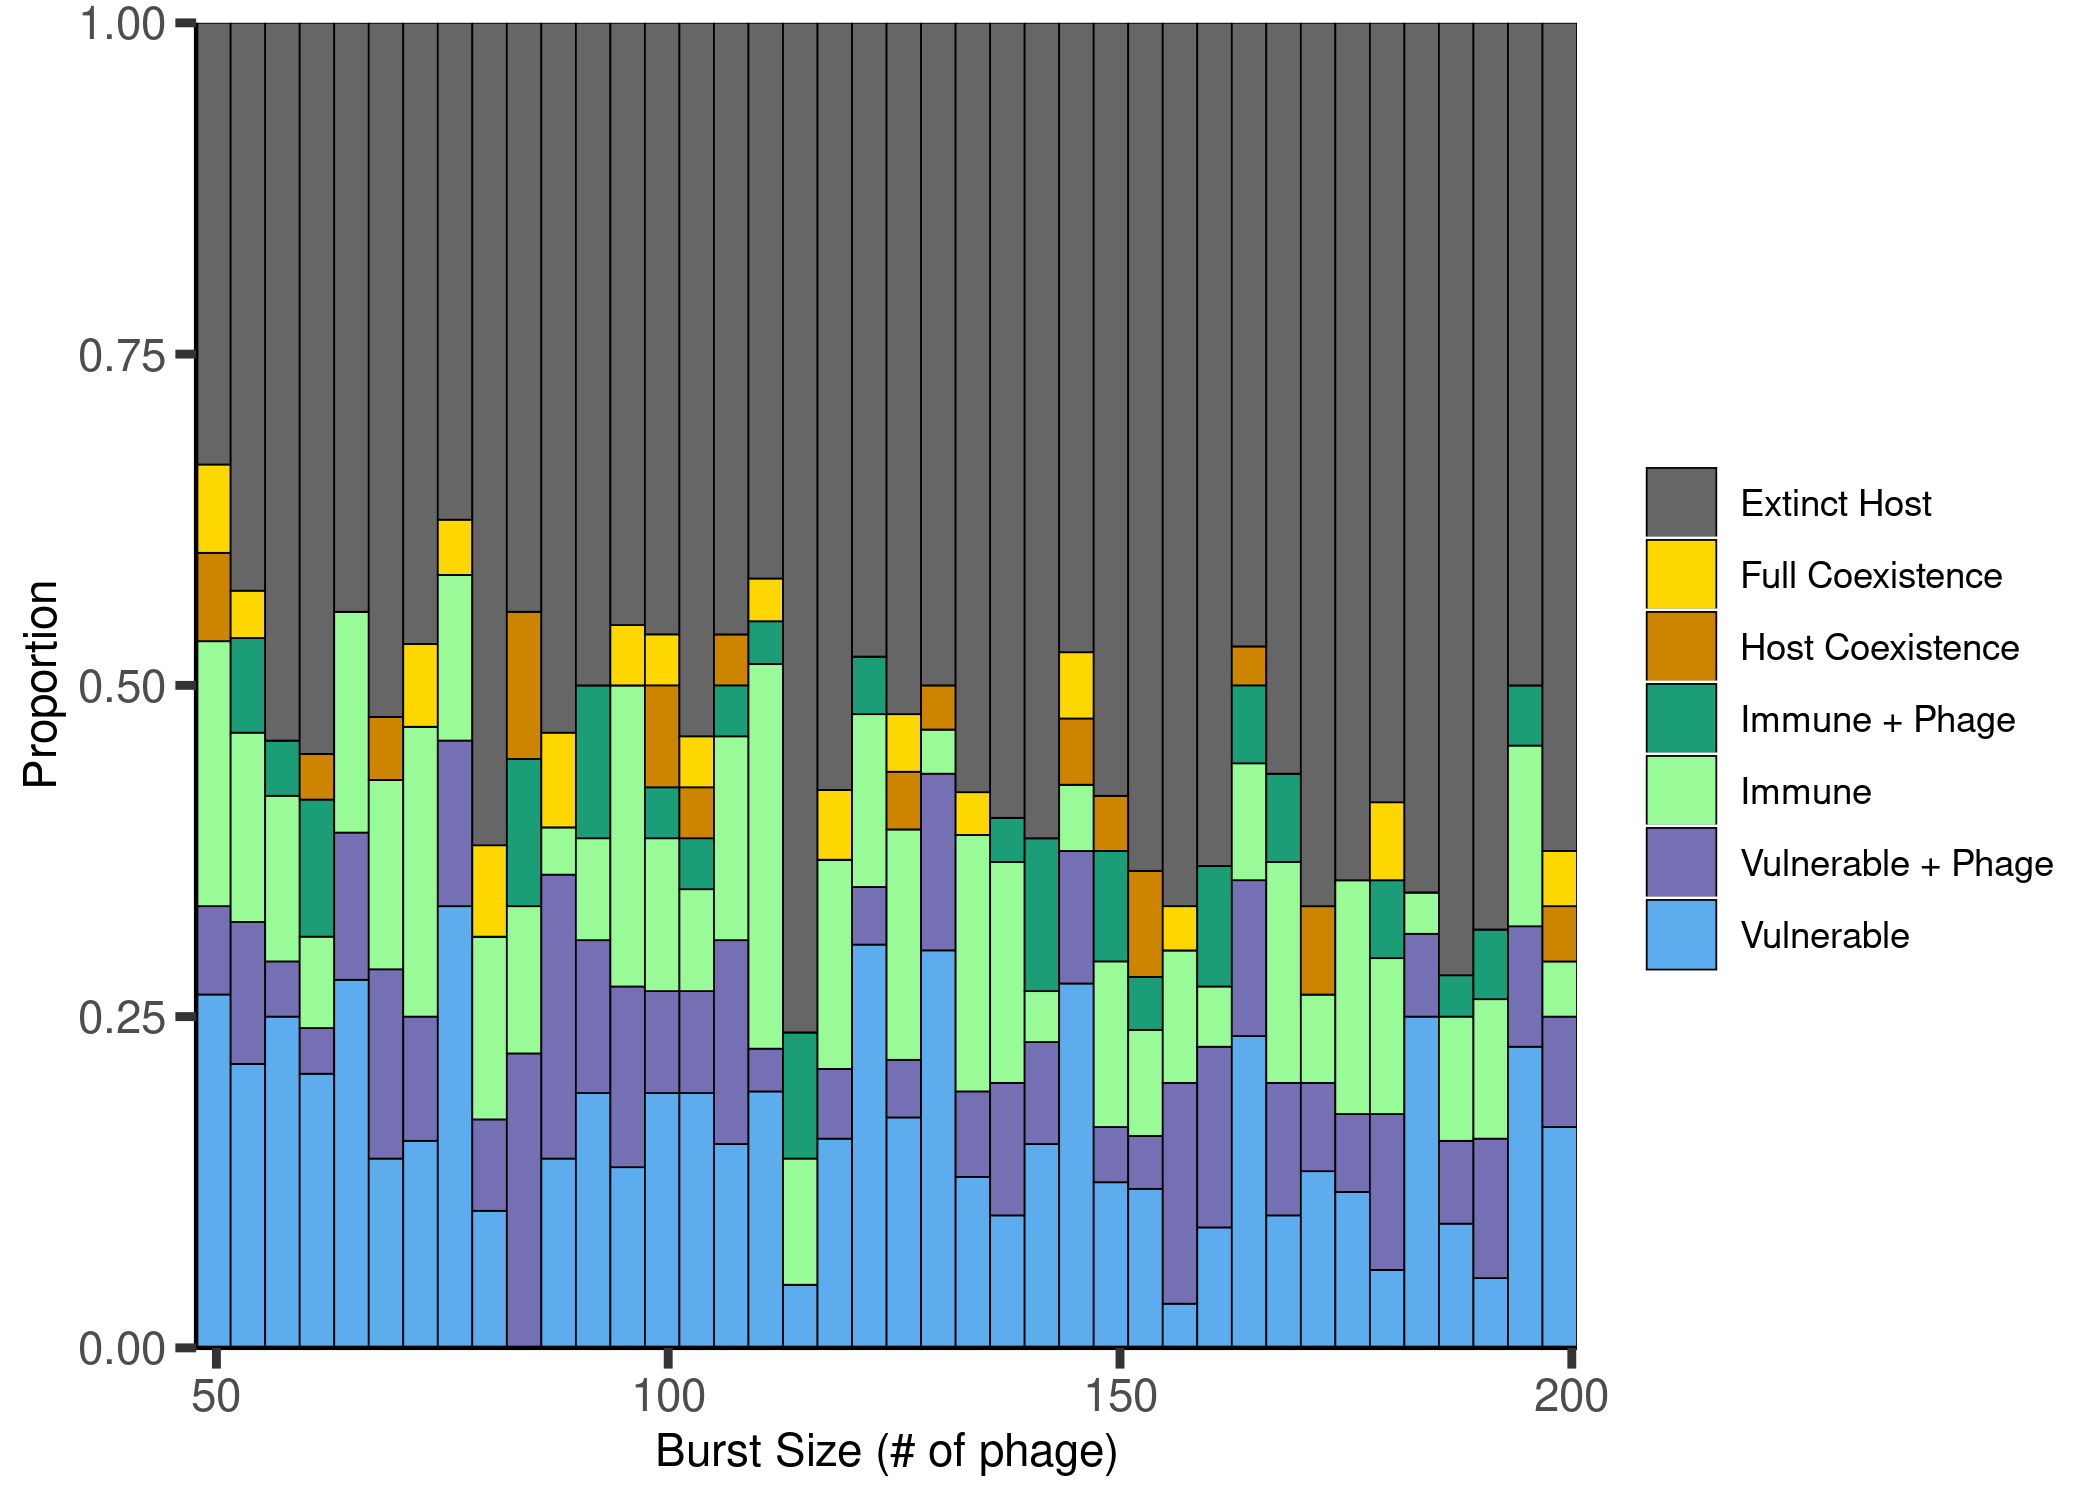 1.00
0.75
0.50
0.25
0.00
Proportion
50 100 150 200
Burst Size (# of phage)
Extinct Host
Full Coexistence
Host Coexistence
Immune + Phage
Immune
Vulnerable + Phage
Vulnerable